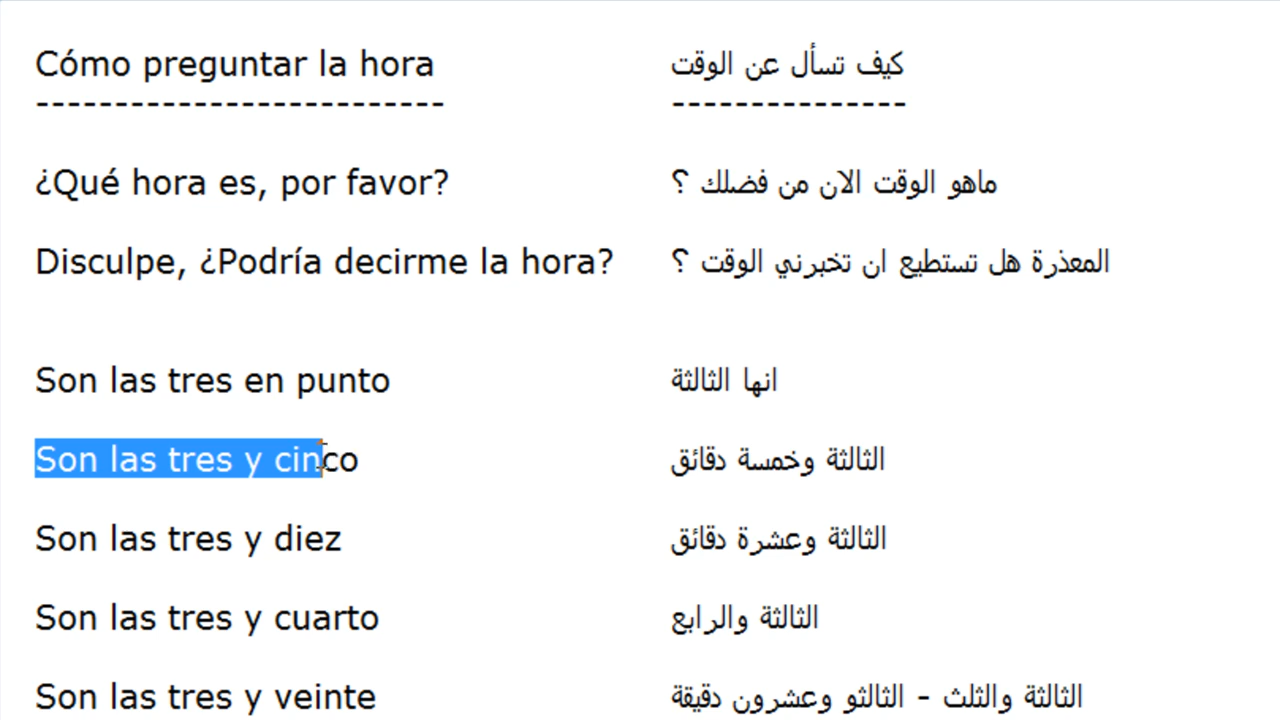 Cómo preguntar la hora كيف تسأل عن الوقت
-------------------------- ---------------
¿Qué hora es, por favor? ماهو الوقت الان من فضلك ؟
Disculpe, ¿Podría decirme la hora? المعذرة هل تستطيع ان تخبرني الوقت ؟
Son las tres en punto انها الثالثة
Son las tres y cinco الثالثة وخمسة دقائق
Son las tres y diez الثالثة وعشرة دقائق
Son las tres y cuarto الثالثة والرابع
Son las tres y veinte الثالثة والثلث - الثالثو وعشرون دقيقة